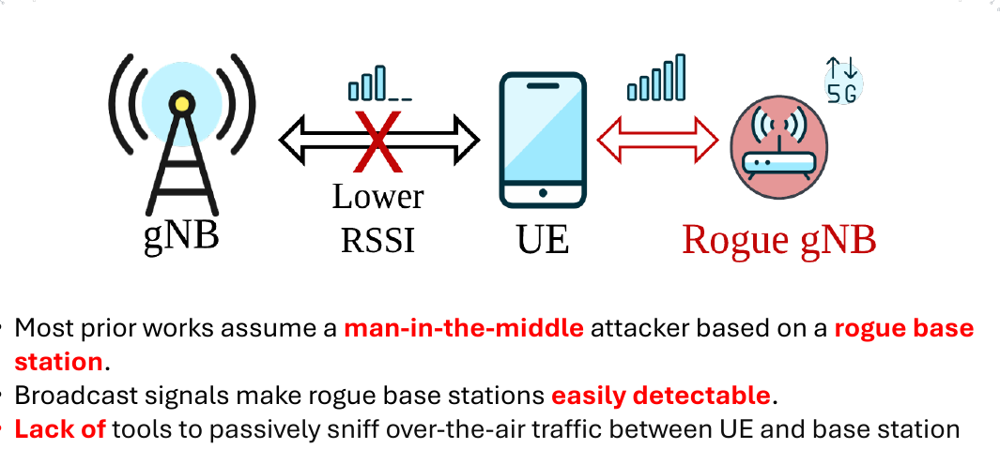 5G
Lower
RSSI
gNB
UE
Rogue gNB
• Most prior works assume a man-in-the-middle attacker based on a rogue base
station.
• Broadcast signals make rogue base stations easily detectable.
• Lack of tools to passively sniff over-the-air traffic between UE and base station